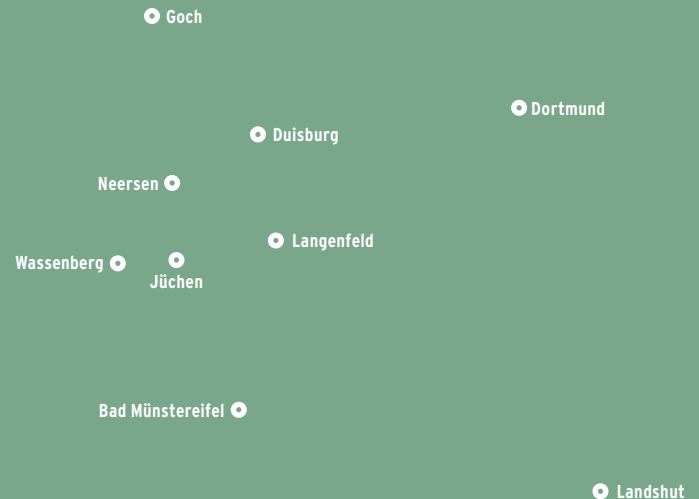 Goch
Dortmund
Duisburg
Neersen
Langenfeld
Wassenberg
Jüchen
Bad Münstereifel
Landshut